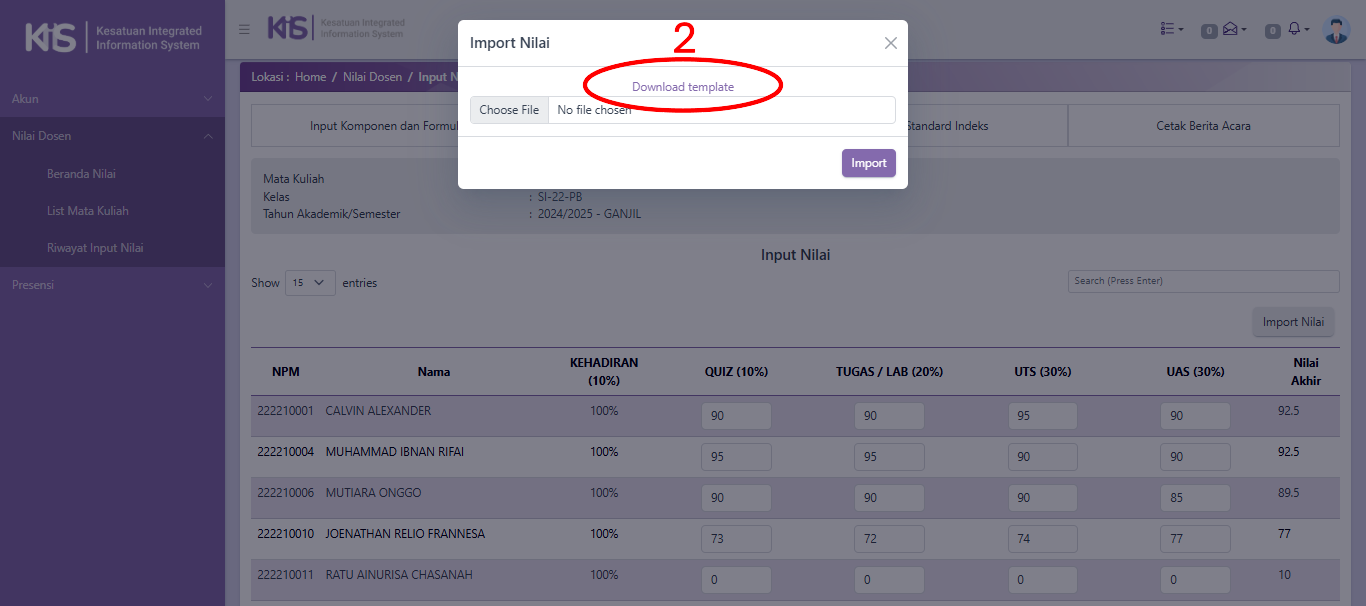 KIS
Kesatuan Integrated
Information System
Akun
Nilai Dosen
Beranda Nilai
List Mata Kuliah
Riwayat Input Nilai
Presensi
KIS
Kesatuan Integrated
Information System
0
0
Lokasi : Home / Nilai Dosen / Input N
2
Import Nilai
Download template
Choose File No file chosen
Import
Input Komponen dan Formul
Standard Indeks
Cetak Berita Acara
Mata Kuliah
Kelas : SI-22-PB
Tahun Akademik/Semester : 2024/2025 - GANJIL
Input Nilai
Show 15 entries
Search (Press Enter)
Import Nilai
NPM Nama KEHADIRAN (10%) QUIZ (10%) TUGAS / LAB (20%) UTS (30%) UAS (30%) Nilai Akhir
222210001 CALVIN ALEXANDER 100% 90 90 95 90 92.5
222210004 MUHAMMAD IBNAN RIFAI 100% 95 95 90 90 92.5
222210006 MUTIARA ONGGO 100% 90 90 90 85 89.5
222210010 JOENATHAN RELIO FRANNESA 100% 73 72 74 77 77
222210011 RATU AINURISA CHASANAH 100% 0 0 0 0 10